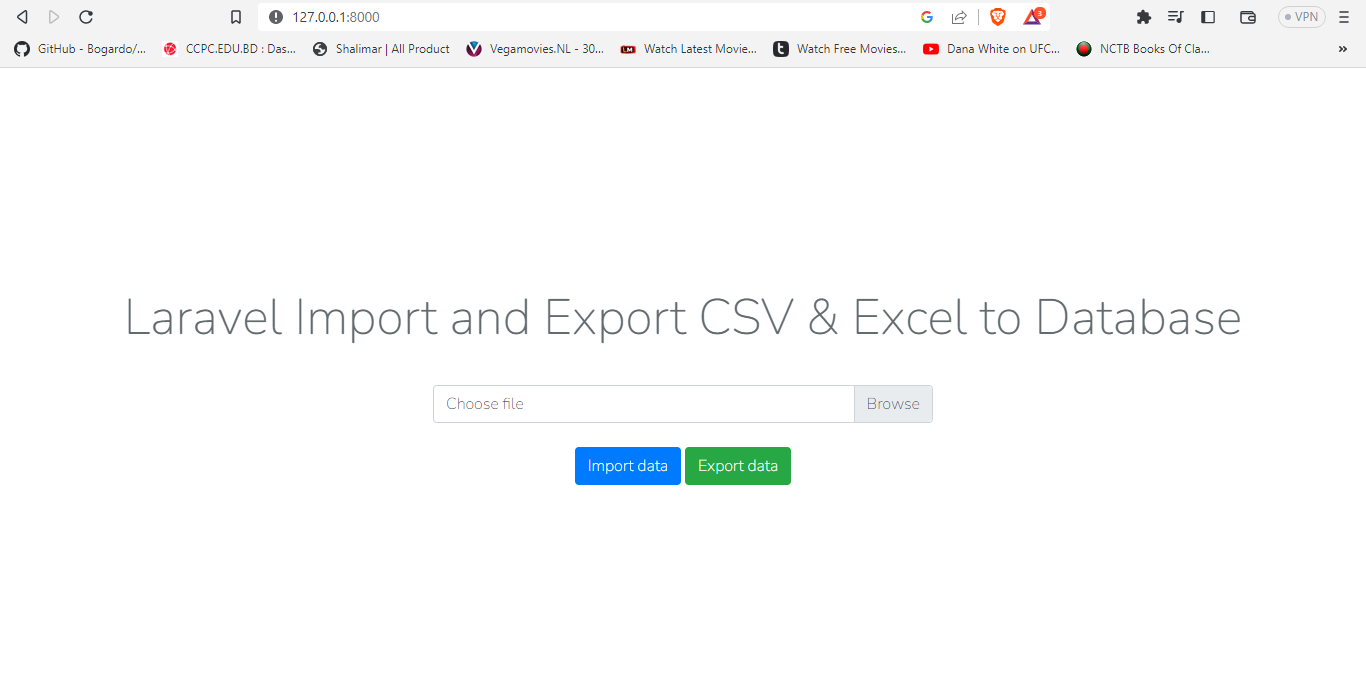 127.0.0.1:8000
3
VPN
GitHub - Bogardo/...
CCPC.EDU.BD : Das...
Shalimar | All Product
Vegamovies.NL - 30...
LM
Watch Latest Movie...
t
Watch Free Movies...
Dana White on UFC...
NCTB Books Of Cla...
»
Laravel Import and Export CSV & Excel to Database
Choose file
Browse
Import data
Export data